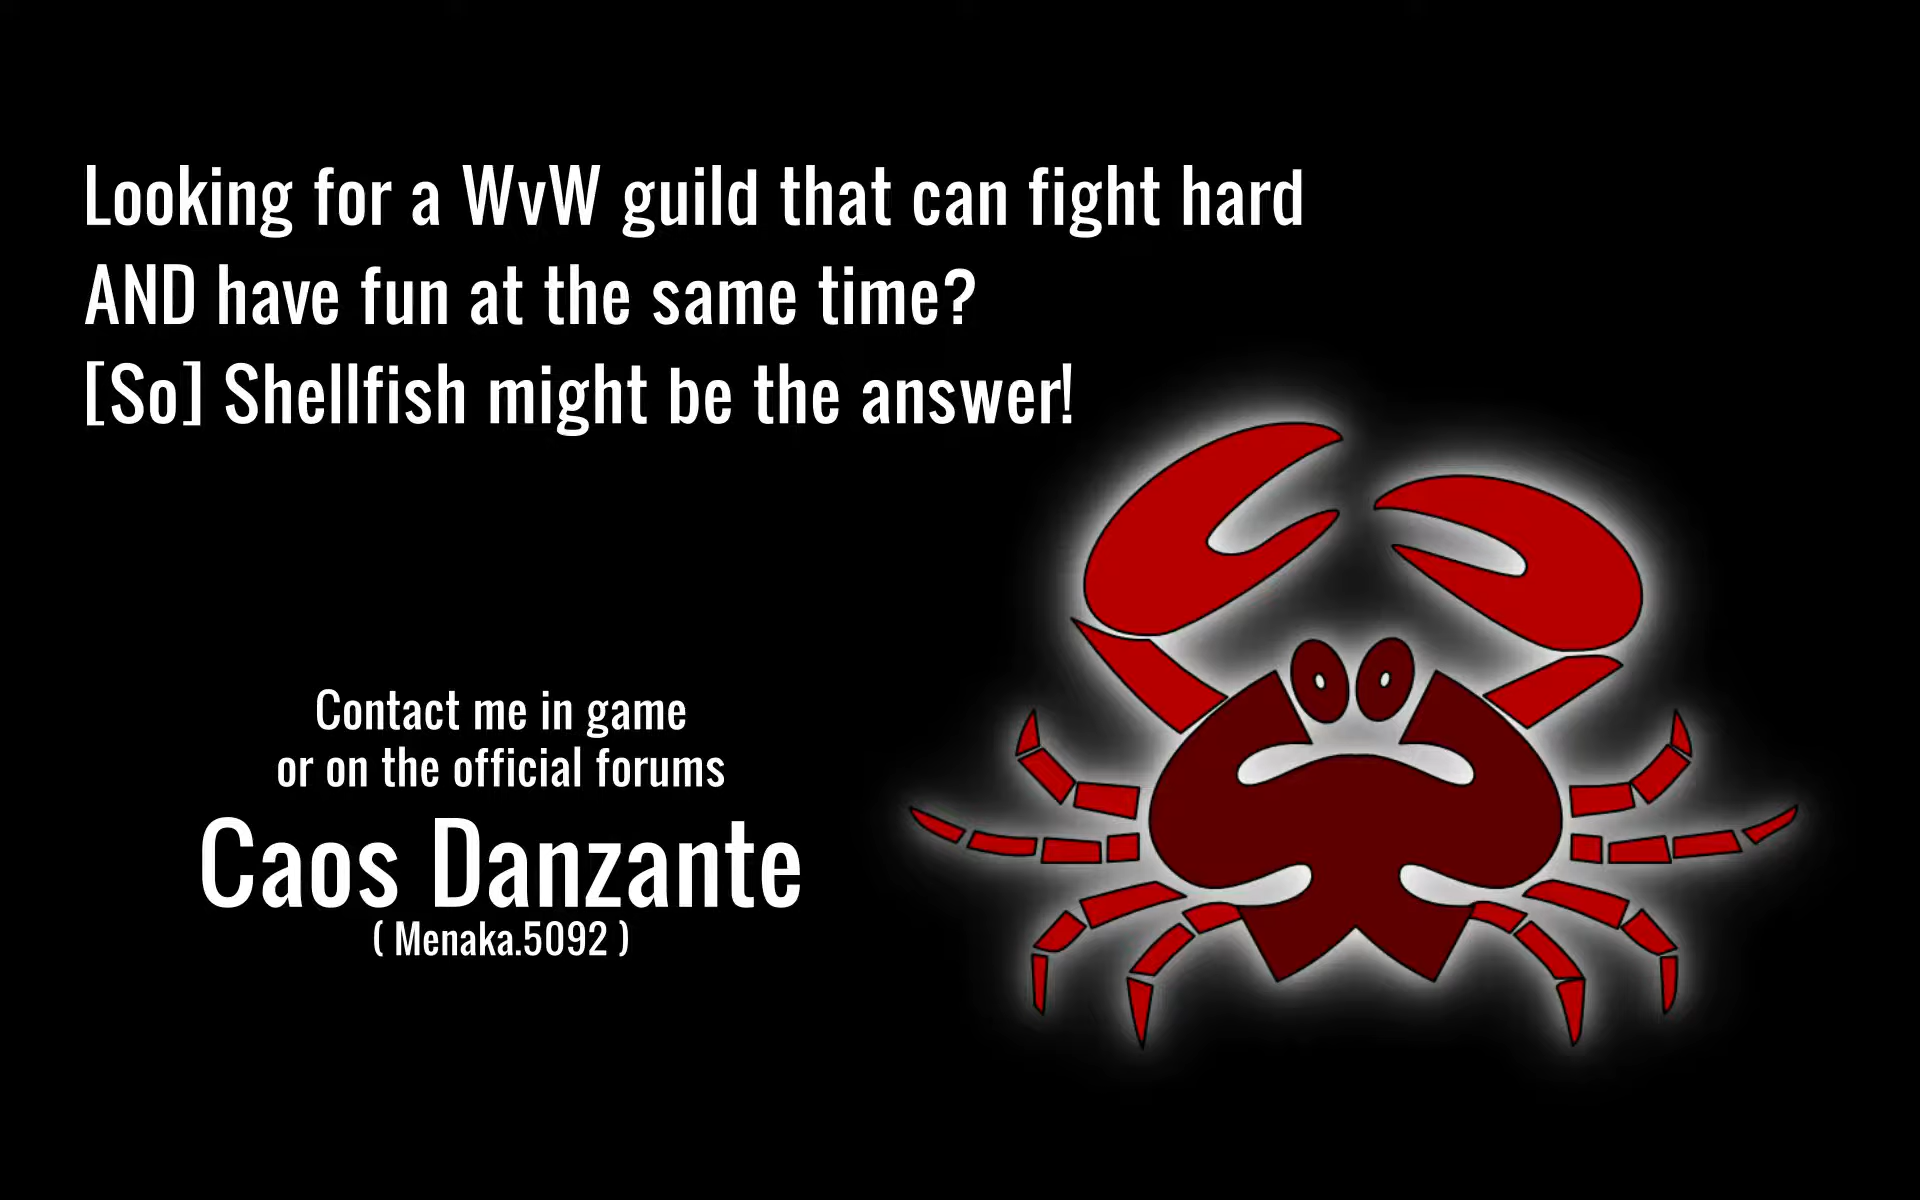 Looking for a WvW guild that can fight hard
AND have fun at the same time?
[So] Shellfish might be the answer!
Contact me in game
or on the official forums
Caos Danzante
( Menaka.5092 )